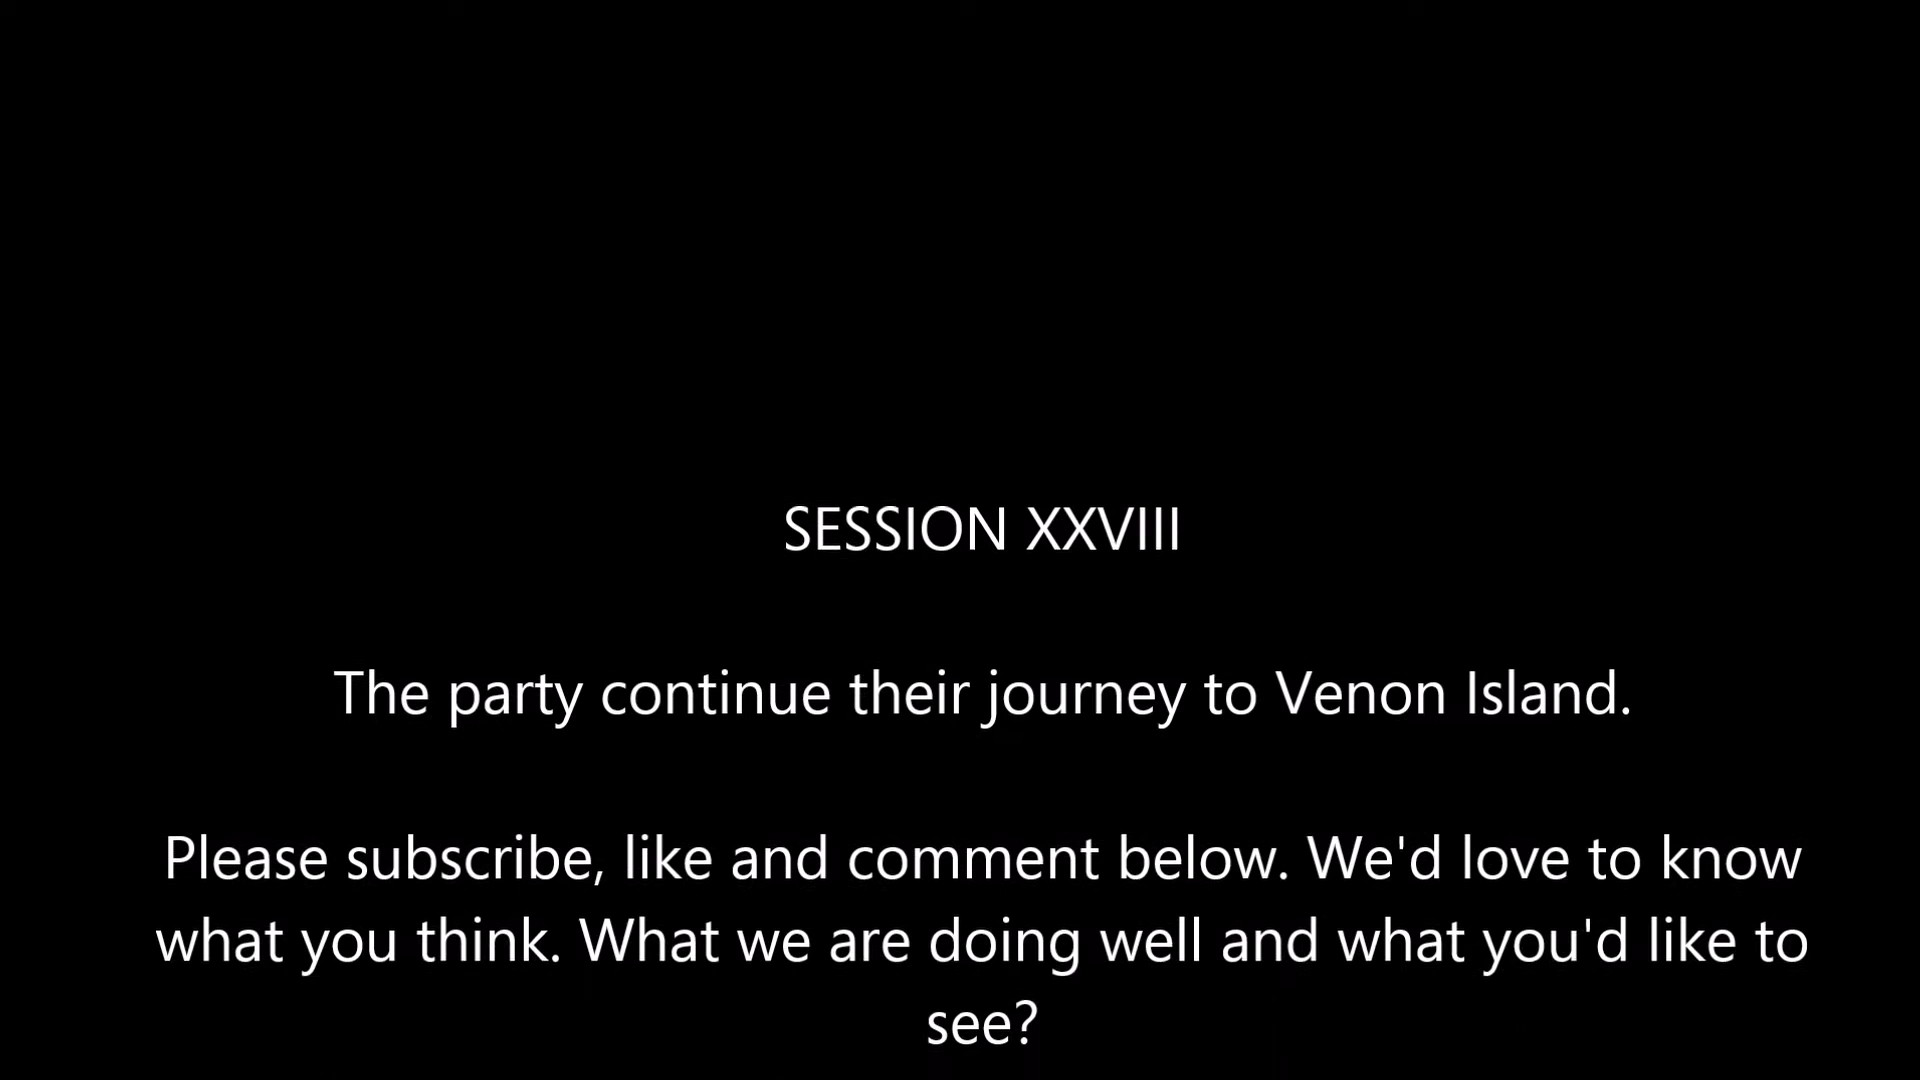 SESSION XXVIII
The party continue their journey to Venon Island.
Please subscribe, like and comment below. We'd love to know
what you think. What we are doing well and what you'd like to
see?